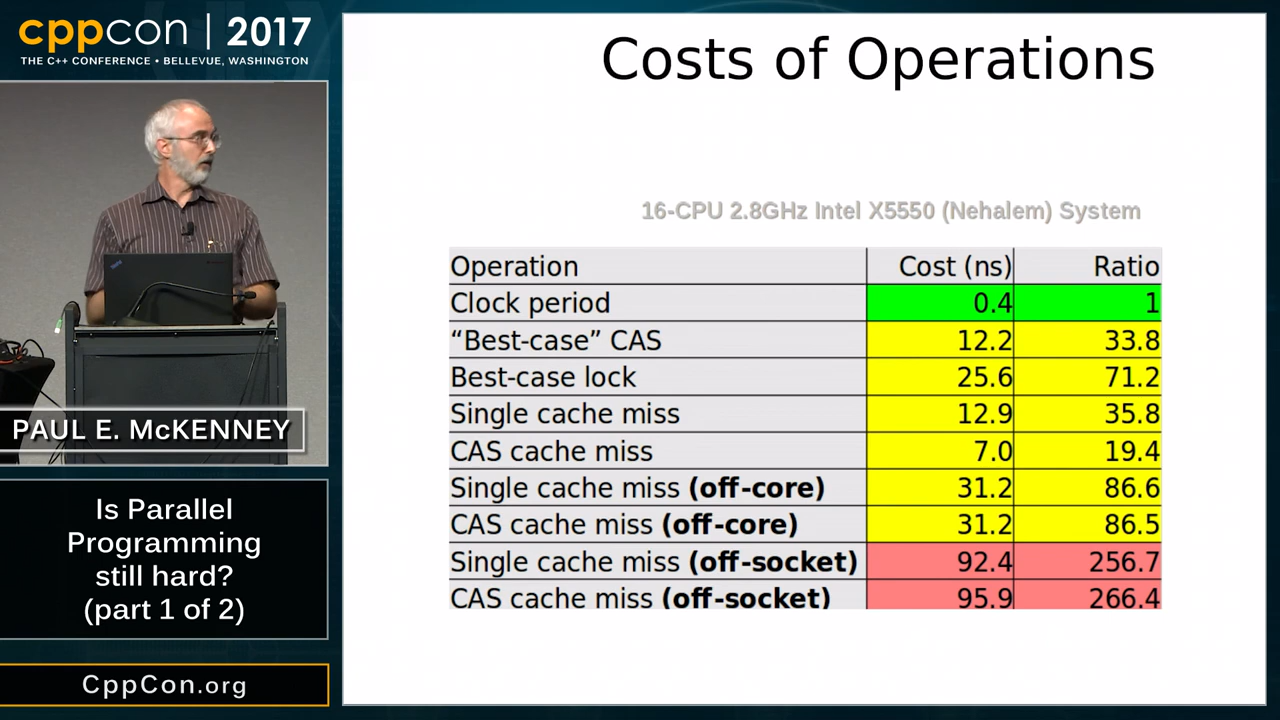 cppcon | 2017
THE C++ CONFERENCE • BELLEVUE, WASHINGTON
PAUL E. McKENNEY
Is Parallel
Programming
still hard?
(part 1 of 2)
CppCon.org
Costs of Operations
16-CPU 2.8GHz Intel X5550 (Nehalem) System
Operation Cost (ns) Ratio
Clock period 0.4 1
“Best-case” CAS 12.2 33.8
Best-case lock 25.6 71.2
Single cache miss 12.9 35.8
CAS cache miss 7.0 19.4
Single cache miss (off-core) 31.2 86.6
CAS cache miss (off-core) 31.2 86.5
Single cache miss (off-socket) 92.4 256.7
CAS cache miss (off-socket) 95.9 266.4